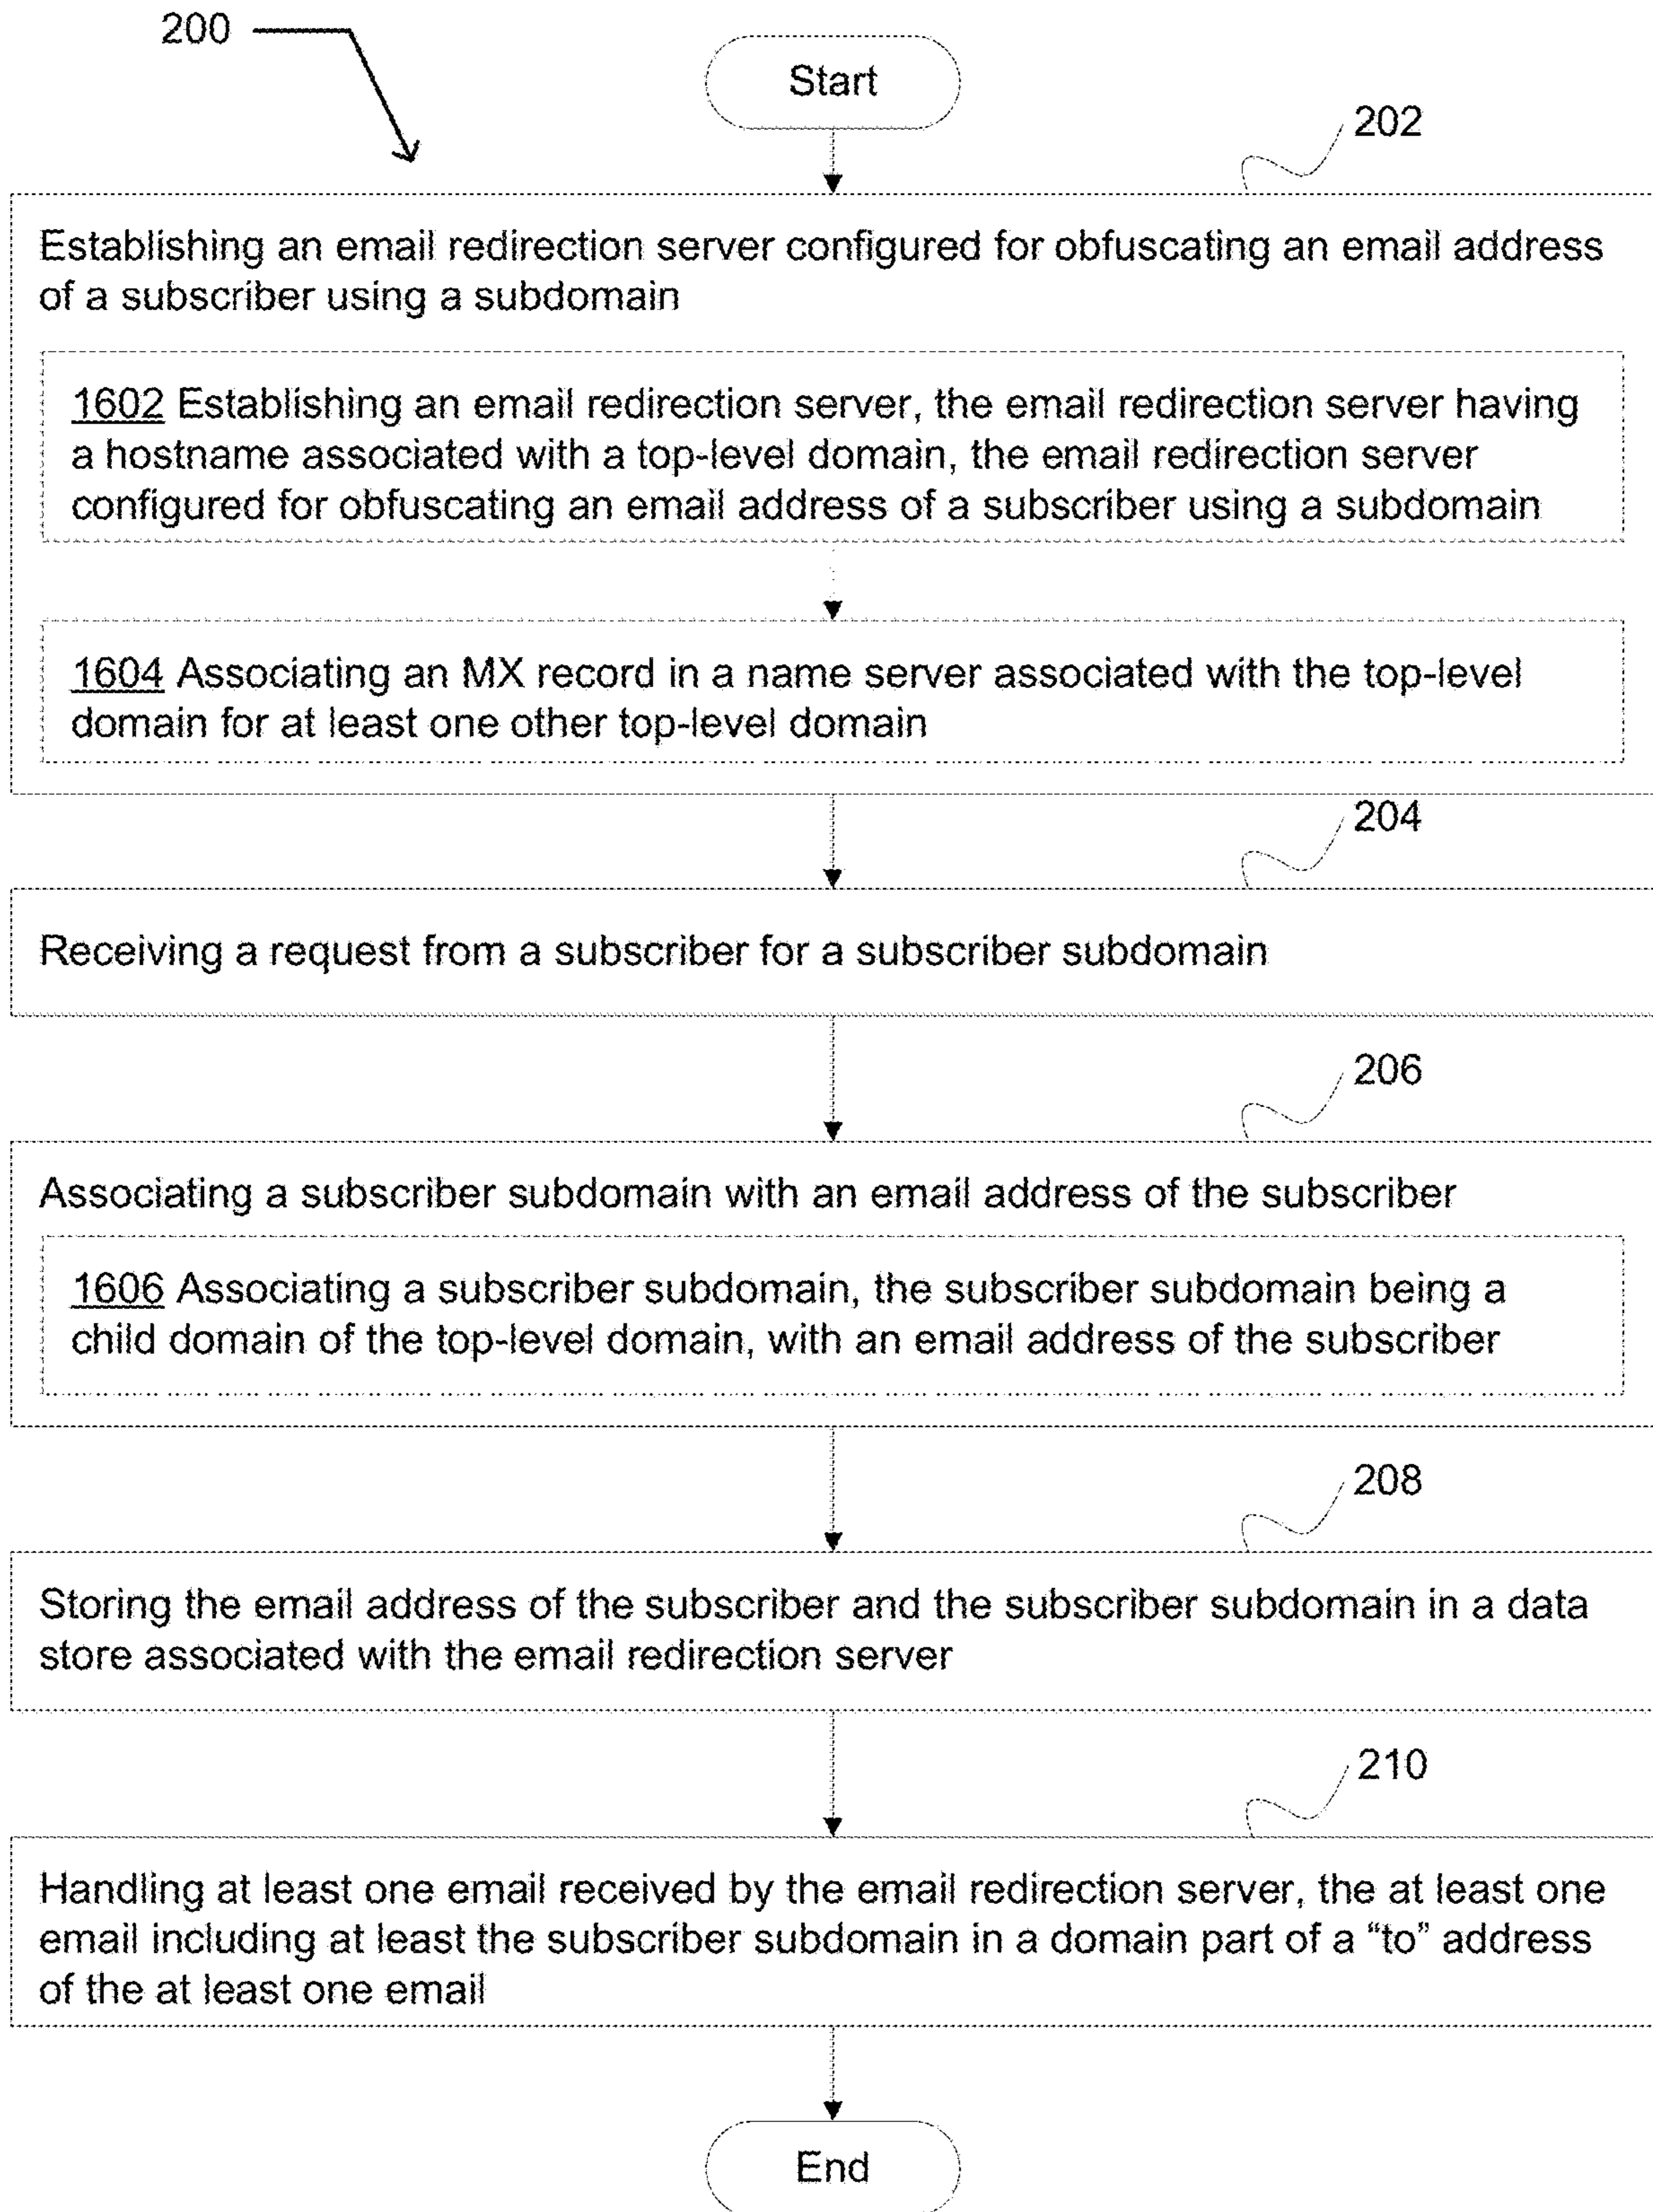 200
Start
202
Establishing an email redirection server configured for obfuscating an email address
of a subscriber using a subdomain
1602 Establishing an email redirection server, the email redirection server having
a hostname associated with a top-level domain, the email redirection server
configured for obfuscating an email address of a subscriber using a subdomain
1604 Associating an MX record in a name server associated with the top-level
domain for at least one other top-level domain
204
Receiving a request from a subscriber for a subscriber subdomain
206
Associating a subscriber subdomain with an email address of the subscriber
1606 Associating a subscriber subdomain, the subscriber subdomain being a
child domain of the top-level domain, with an email address of the subscriber
208
Storing the email address of the subscriber and the subscriber subdomain in a data
store associated with the email redirection server
210
Handling at least one email received by the email redirection server, the at least one
email including at least the subscriber subdomain in a domain part of a “to” address
of the at least one email
End